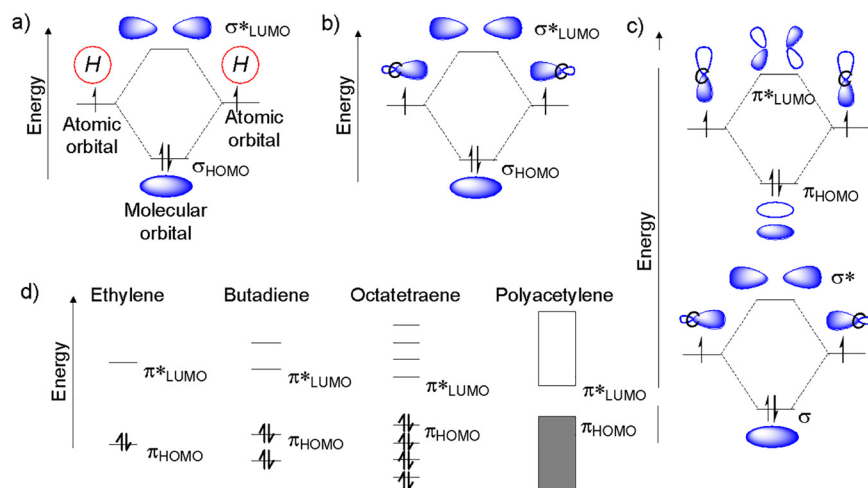 a)
σ*LUMO
H
H
Energy
Atomic
orbital
Atomic
orbital
σHOMO
Molecular
orbital
b)
σ*LUMO
Energy
σHOMO
c)
π*LUMO
πHOMO
Energy
σ*
σ
d)
Ethylene
Butadiene
Octatetraene
Polyacetylene
Energy
π*LUMO
π*LUMO
π*LUMO
π*LUMO
πHOMO
πHOMO
πHOMO
πHOMO